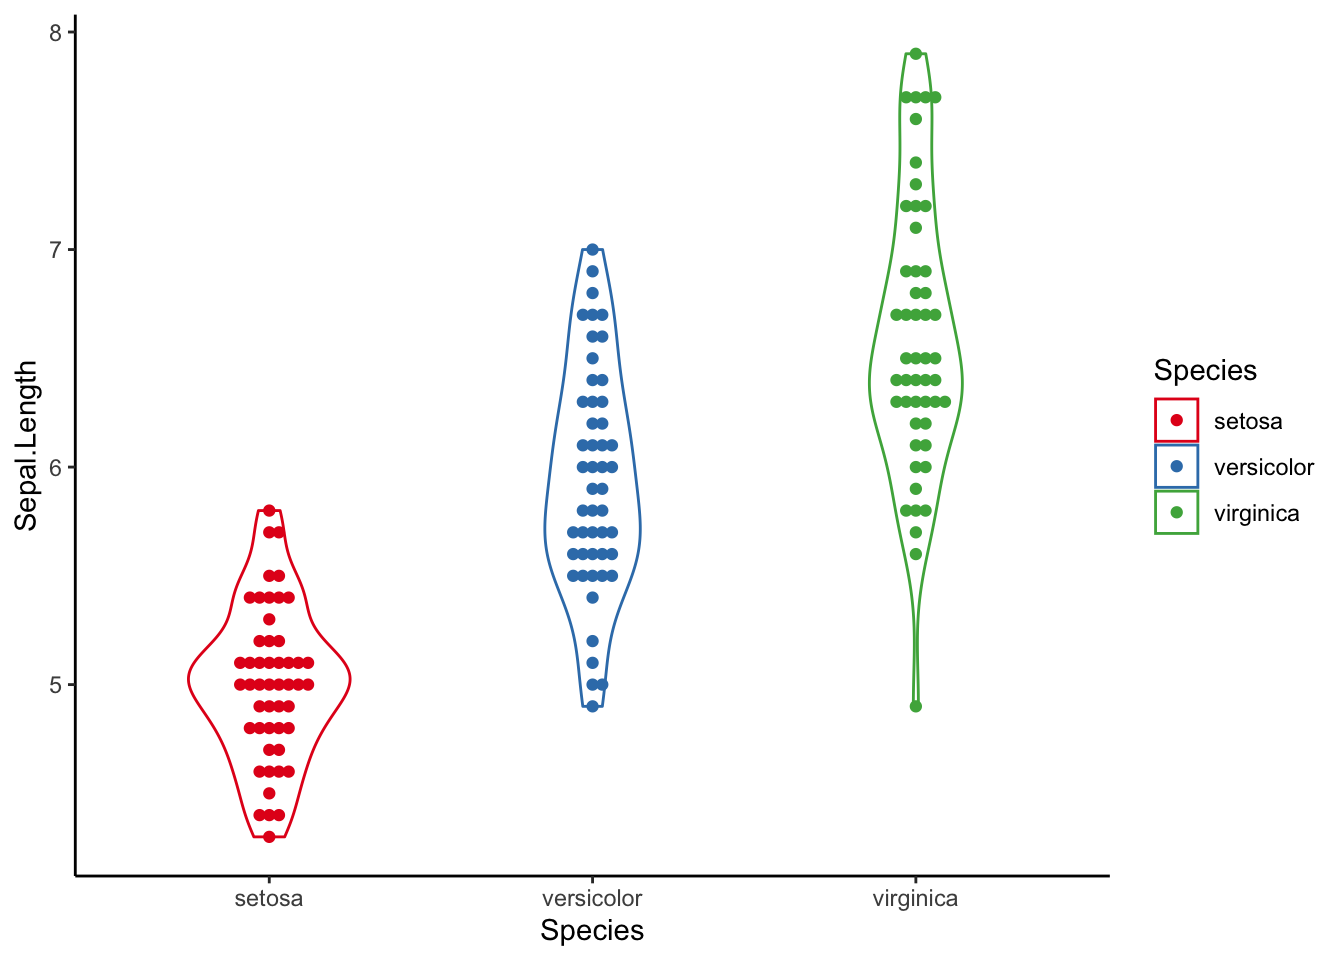 8
7
6
5
Sepal.Length
setosa
versicolor
virginica
Species
Species
setosa
versicolor
virginica